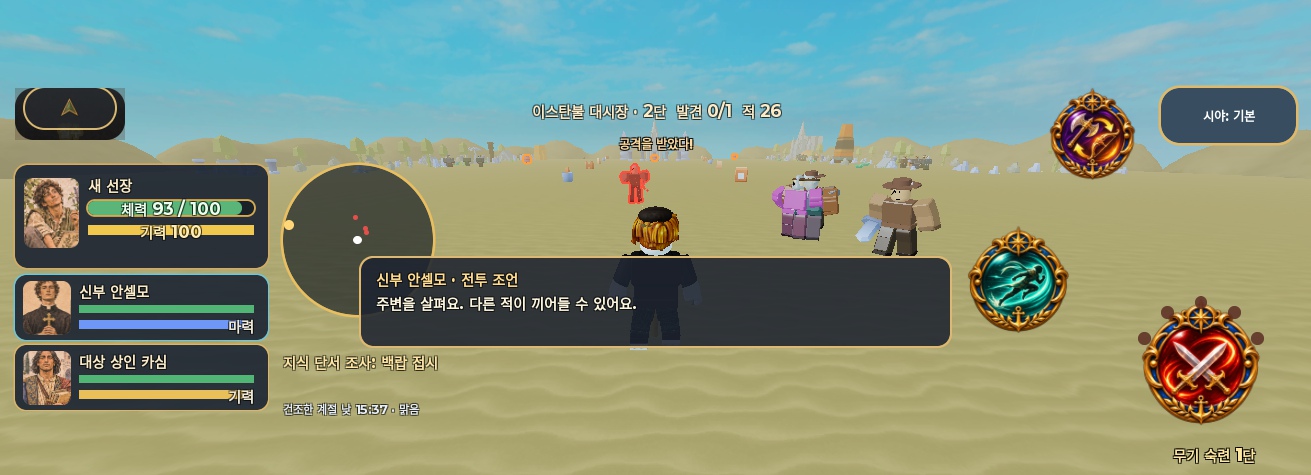 이스탄불 대시장 · 2단 발견 0/1 적 26
공격을 받았다!
시야: 기본
새 선장
체력 93 / 100
기력 100
신부 안셀모
마력
대상 상인 카심
기력
신부 안셀모 · 전투 조언
주변을 살펴요. 다른 적이 끼어들 수 있어요.
지식 단서 조사: 백랍 접시
건조한 계절 낮 15:37 · 맑음
무기 숙련 1단